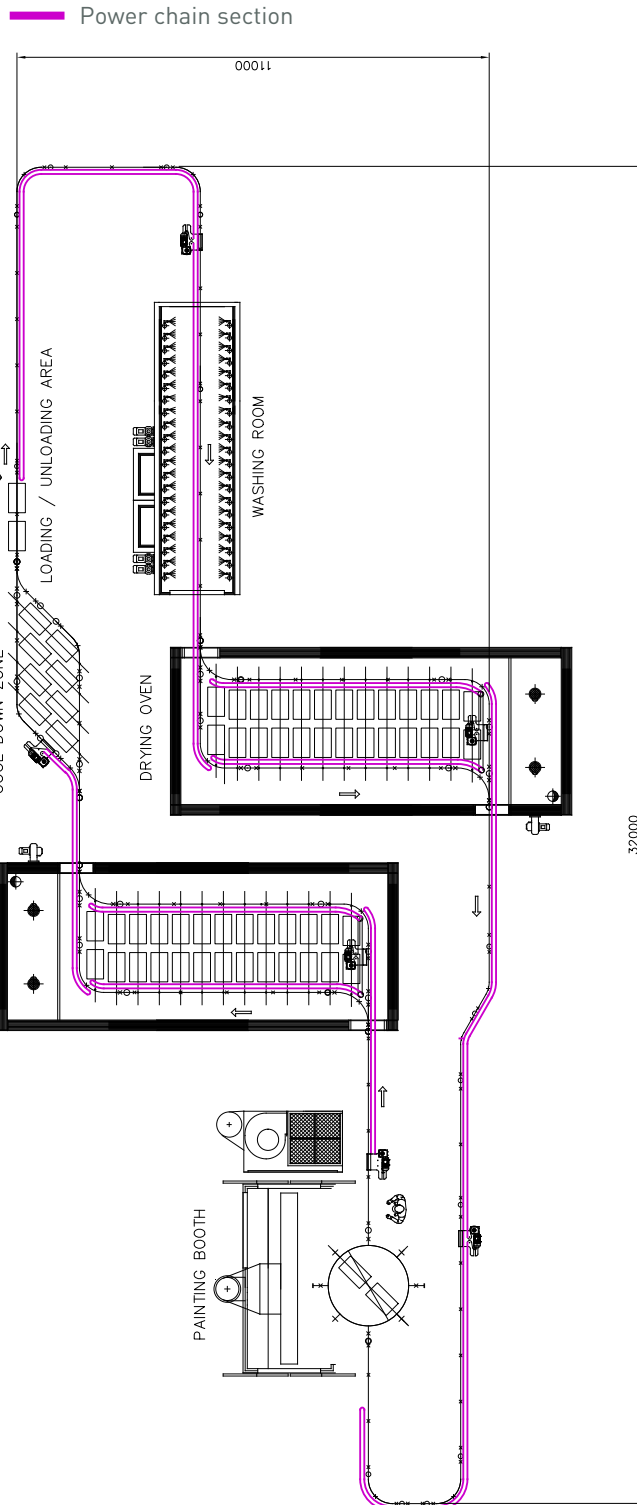 Power chain section
11000
LOADING / UNLOADING AREA
WASHING ROOM
DRYING OVEN
32000
PAINTING BOOTH